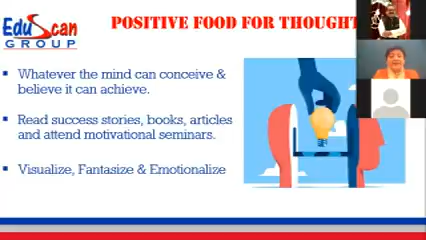 EduScan
GROUP
POSITIVE FOOD FOR THOUGHT
Whatever the mind can conceive &
believe it can achieve.
Read success stories, books, articles
and attend motivational seminars.
Visualize, Fantasize & Emotionalize